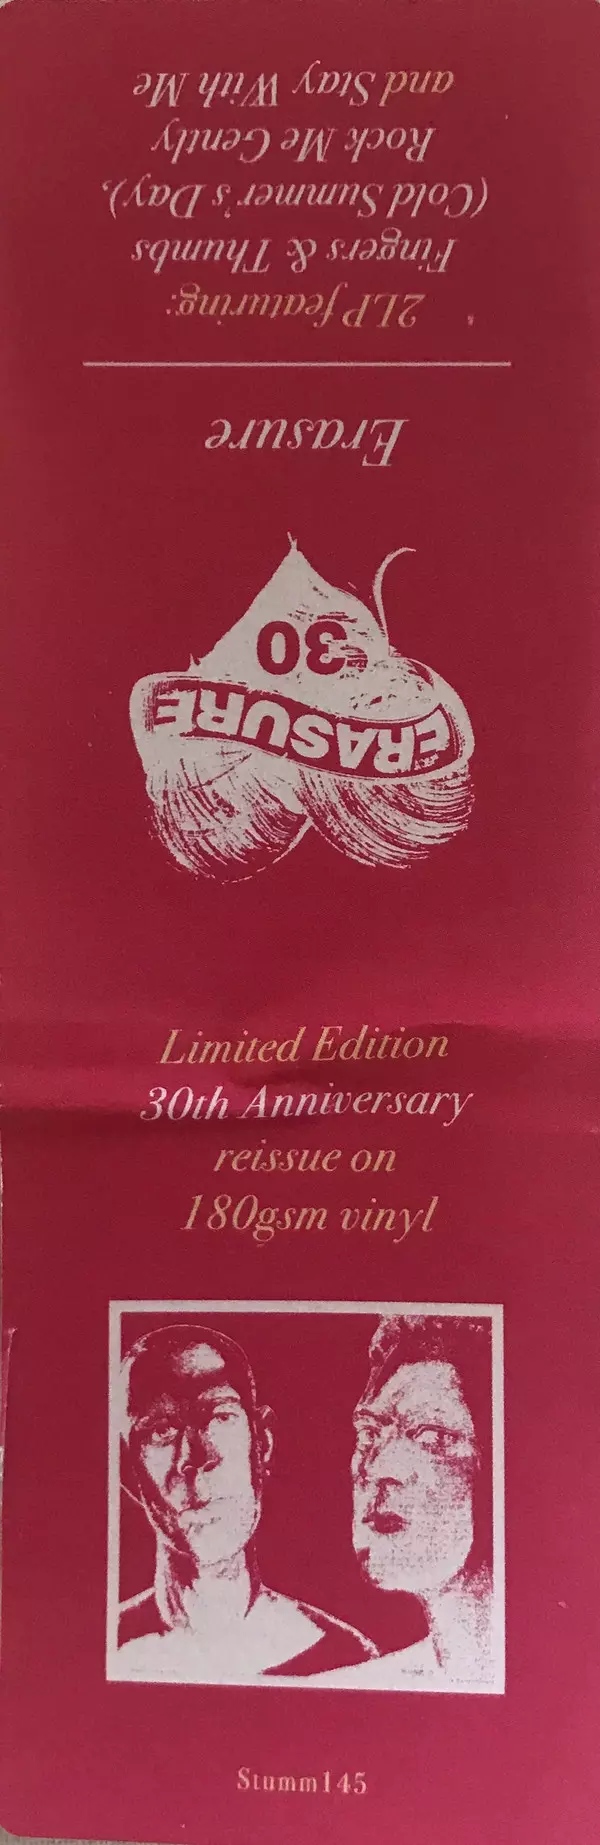 Erasure
2LP featuring:
Fingers & Thumbs
(Cold Summer's Day),
Rock Me Gently
and Stay With Me
ERASURE
30
Limited Edition
30th Anniversary
reissue on
180gsm vinyl
Stumm145